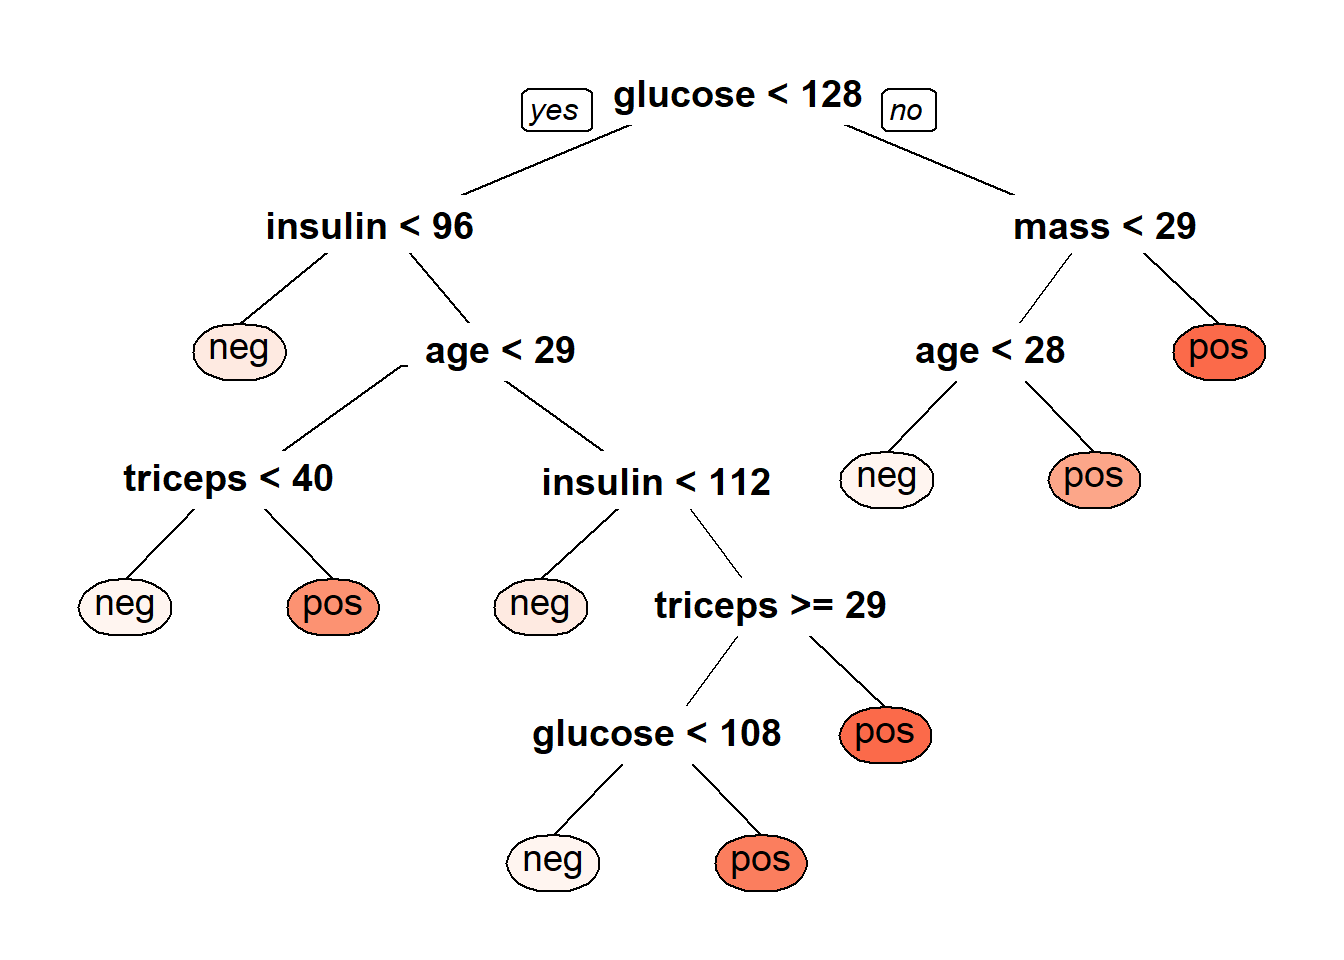 yes glucose < 128 no
insulin < 96 mass < 29
neg age < 29 age < 28 pos
triceps < 40 insulin < 112 neg pos
neg pos neg triceps >= 29
glucose < 108 pos
neg pos